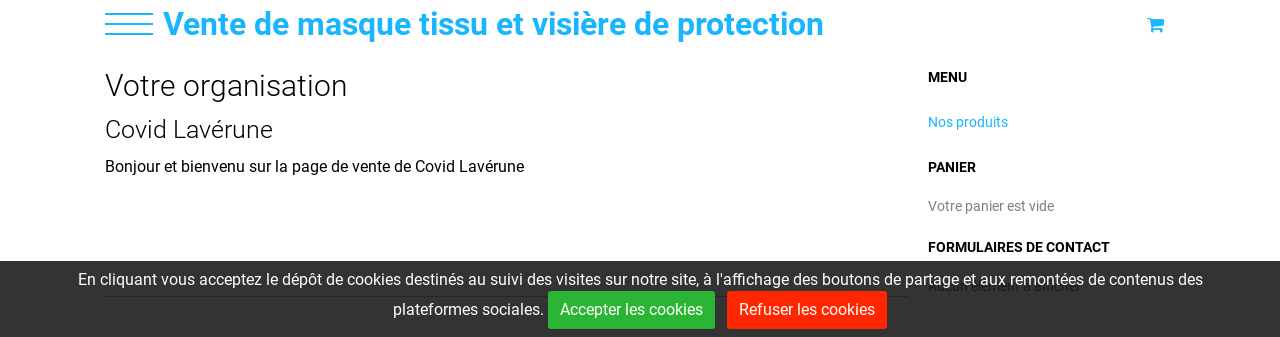 Vente de masque tissu et visière de protection
Votre organisation
Covid Lavérune
Bonjour et bienvenu sur la page de vente de Covid Lavérune
MENU
Nos produits
PANIER
Votre panier est vide
FORMULAIRES DE CONTACT
Aucun élément à afficher
En cliquant vous acceptez le dépôt de cookies destinés au suivi des visites sur notre site, à l'affichage des boutons de partage et aux remontées de contenus des
plateformes sociales. Accepter les cookies Refuser les cookies